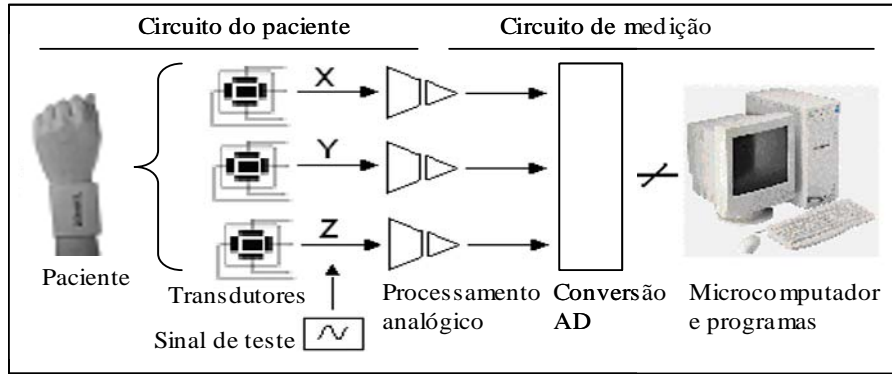 Circuito do paciente
Circuito de medição
X
Y
Z
Paciente
Transdutores
Processamento
analógico
Conversão
AD
Microcomputador
e programas
Sinal de teste